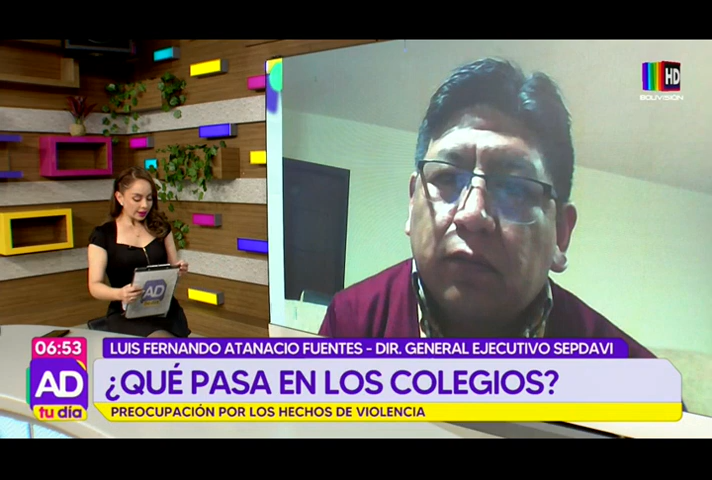 HD
BOLIVISION
AD
06:53
LUIS FERNANDO ATANACIO FUENTES - DIR. GENERAL EJECUTIVO SEPDAVI
AD
tu día
¿QUÉ PASA EN LOS COLEGIOS?
PREOCUPACIÓN POR LOS HECHOS DE VIOLENCIA